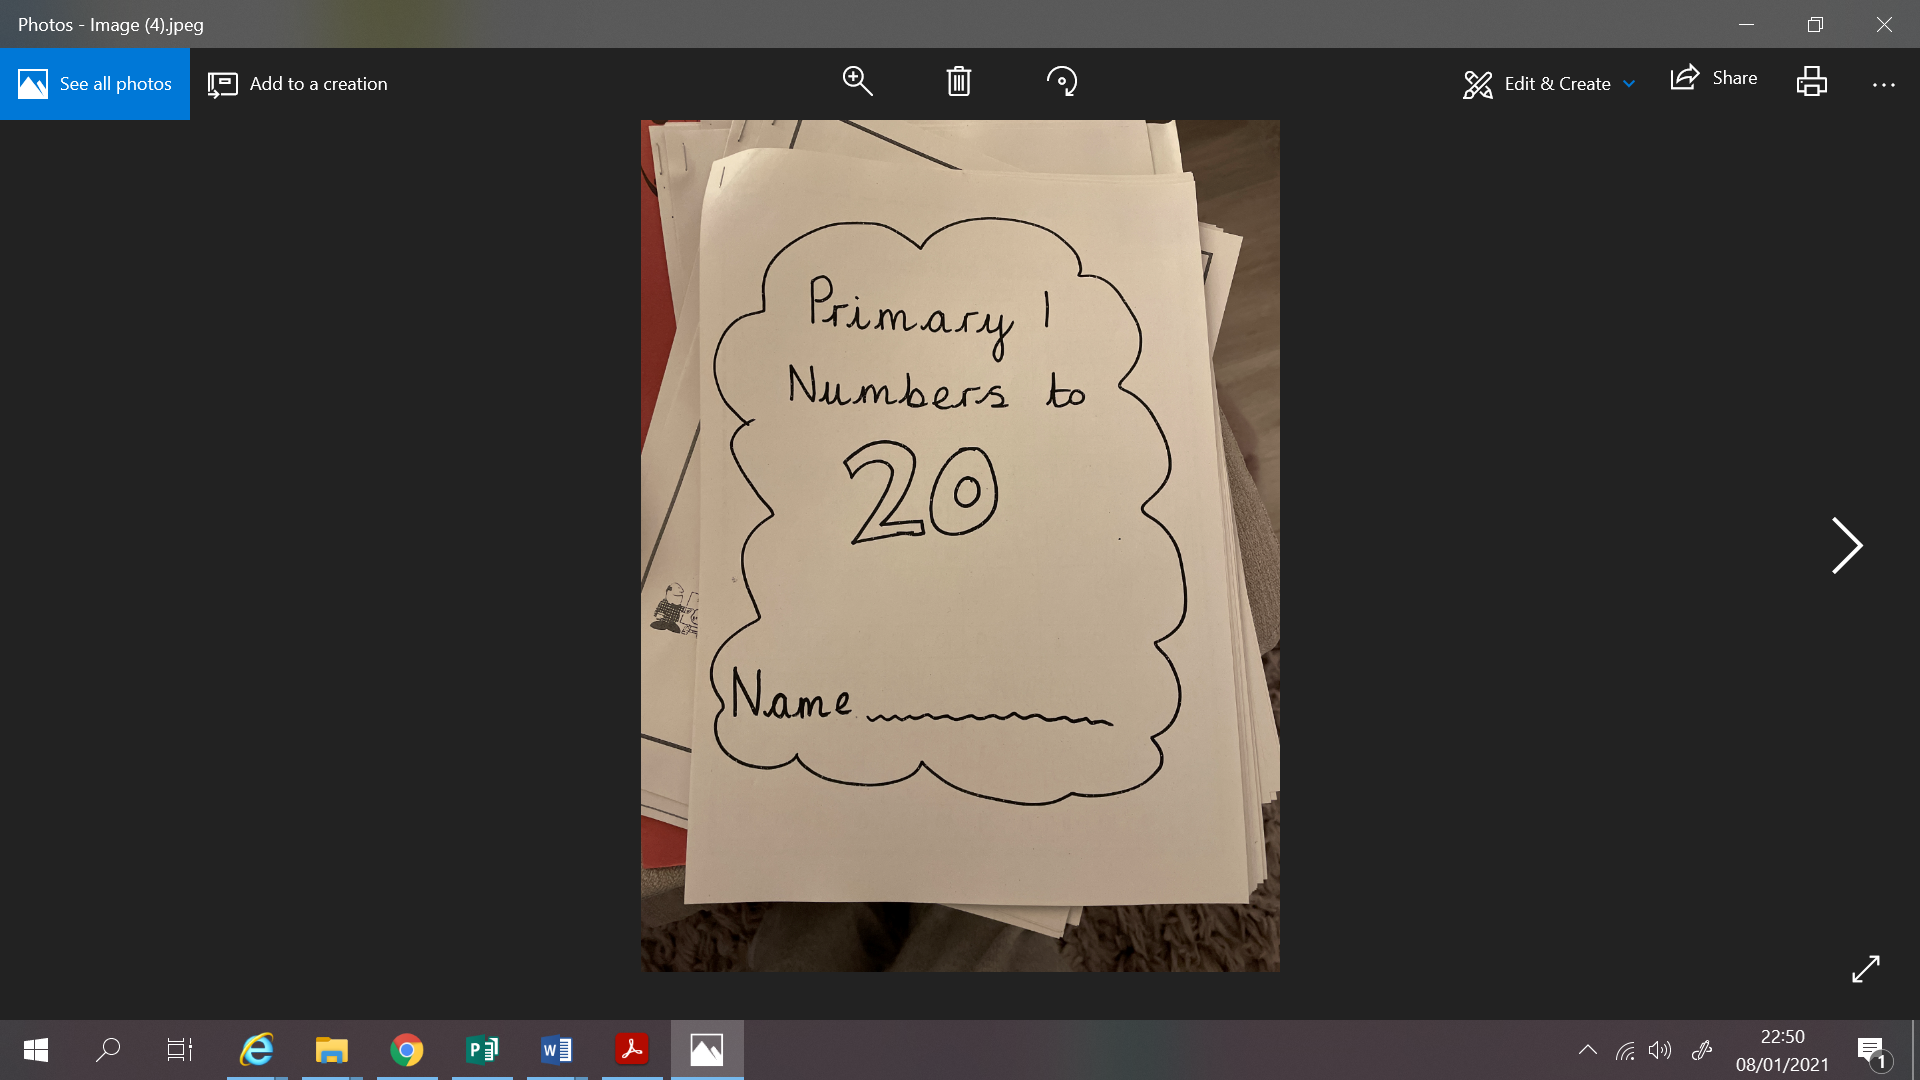 Photos - Image (4).jpeg
See all photos
Add to a creation
Edit & Create
Share
Primary 1
Numbers to
20
Name
22:50
08/01/2021
1